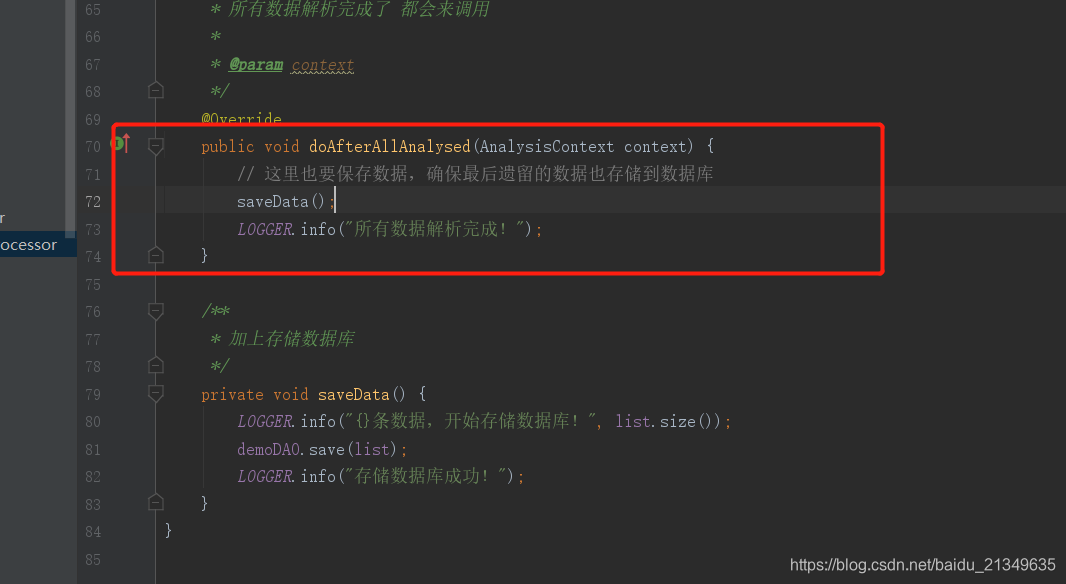 65 * 所有数据解析完成了 都会来调用
66 *
67 * @param context
68 */
69 @Override
70 public void doAfterAllAnalysed(AnalysisContext context) {
71 // 这里也要保存数据，确保最后遗留的数据也存储到数据库
72 saveData();
73 LOGGER.info("所有数据解析完成！");
r
74 }
ocessor
75
76 /**
77 * 加上存储数据库
78 */
79 private void saveData() {
80 LOGGER.info("{}条数据，开始存储数据库！", list.size());
81 demoDAO.save(list);
82 LOGGER.info("存储数据库成功！");
83 }
84 }
85
https://blog.csdn.net/baidu_21349635